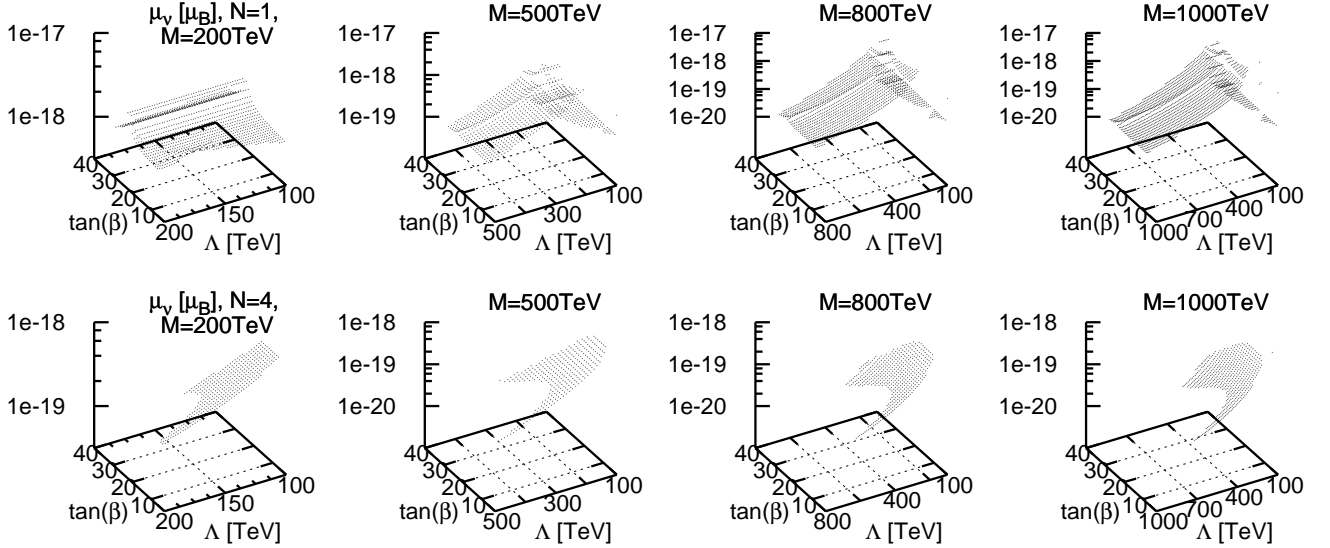 μν [μB], N=1,
M=200TeV
1e-17
1e-18
40
30
20
10
tan(β)
200
150
100
Λ [TeV]
M=500TeV
1e-17
1e-18
1e-19
40
30
20
10
tan(β)
500
300
100
Λ [TeV]
M=800TeV
1e-17
1e-18
1e-19
1e-20
40
30
20
10
tan(β)
800
400
100
Λ [TeV]
M=1000TeV
1e-17
1e-18
1e-19
1e-20
40
30
20
10
tan(β)
1000
700
400
100
Λ [TeV]
μν [μB], N=4,
M=200TeV
1e-18
1e-19
40
30
20
10
tan(β)
200
150
100
Λ [TeV]
M=500TeV
1e-18
1e-19
1e-20
40
30
20
10
tan(β)
500
300
100
Λ [TeV]
M=800TeV
1e-18
1e-19
1e-20
40
30
20
10
tan(β)
800
400
100
Λ [TeV]
M=1000TeV
1e-18
1e-19
1e-20
40
30
20
10
tan(β)
1000
700
400
100
Λ [TeV]